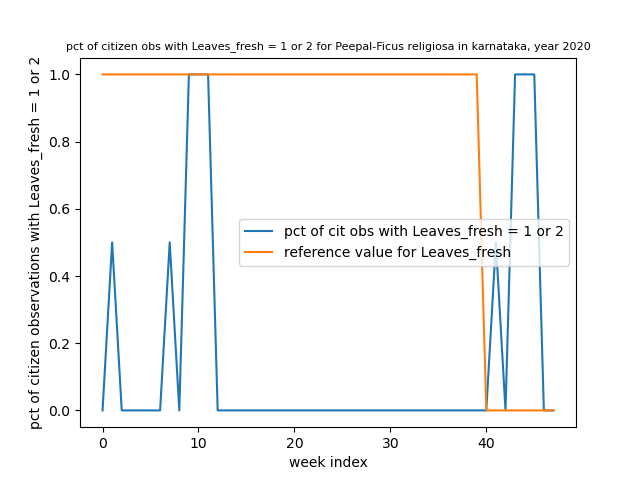 pct of citizen obs with Leaves_fresh = 1 or 2 for Peepal-Ficus religiosa in karnataka, year 2020
pct of citizen observations with Leaves_fresh = 1 or 2
1.0
0.8
0.6
0.4
0.2
0.0
pct of cit obs with Leaves_fresh = 1 or 2
reference value for Leaves_fresh
0 10 20 30 40
week index